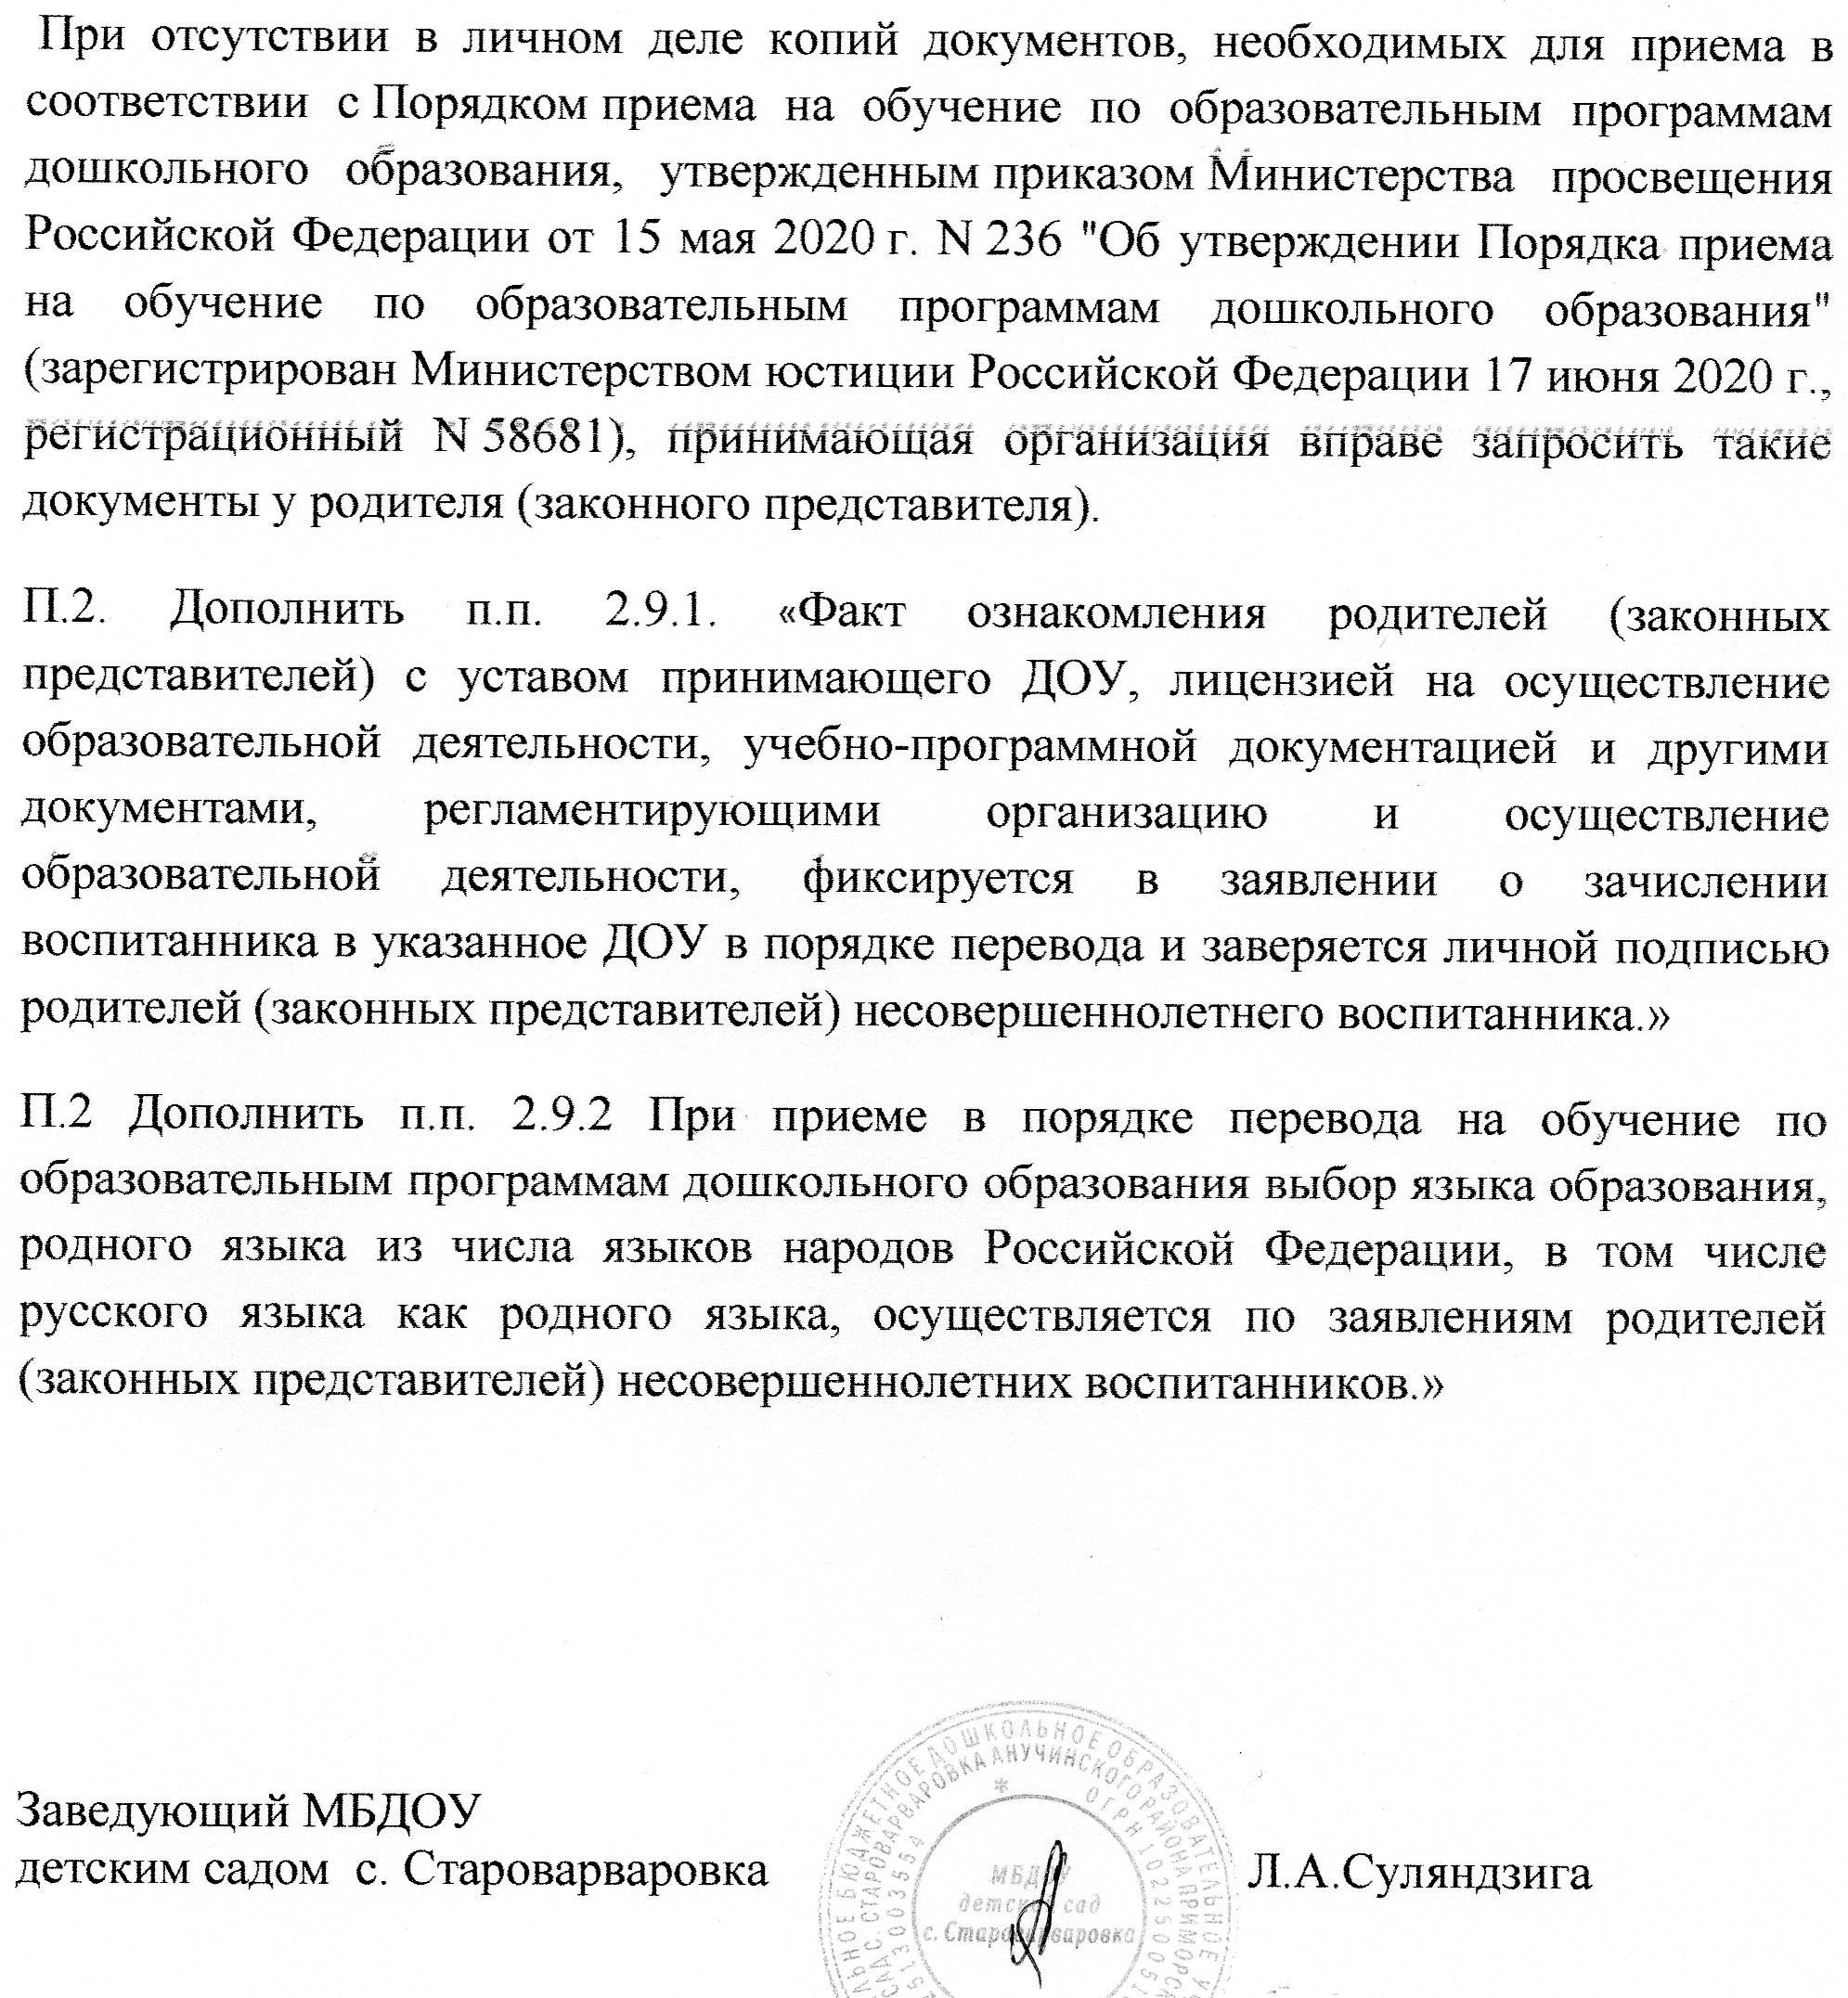 При отсутствии в личном деле копий документов, необходимых для приема в
соответствии с Порядком приема на обучение по образовательным программам
дошкольного образования, утвержденным приказом Министерства просвещения
Российской Федерации от 15 мая 2020 г. N 236 "Об утверждении Порядка приема
на обучение по образовательным программам дошкольного образования"
(зарегистрирован Министерством юстиции Российской Федерации 17 июня 2020 г.,
регистрационный N 58681), принимающая организация вправе запросить такие
документы у родителя (законного представителя).
П.2. Дополнить п.п. 2.9.1. «Факт ознакомления родителей (законных
представителей) с уставом принимающего ДОУ, лицензией на осуществление
образовательной деятельности, учебно-программной документацией и другими
документами, регламентирующими организацию и осуществление
образовательной деятельности, фиксируется в заявлении о зачислении
воспитанника в указанное ДОУ в порядке перевода и заверяется личной подписью
родителей (законных представителей) несовершеннолетнего воспитанника.»
П.2 Дополнить п.п. 2.9.2 При приеме в порядке перевода на обучение по
образовательным программам дошкольного образования выбор языка образования,
родного языка из числа языков народов Российской Федерации, в том числе
русского языка как родного языка, осуществляется по заявлениям родителей
(законных представителей) несовершеннолетних воспитанников.»
Заведующий МБДОУ
детским садом с. Староварваровка
Л.А.Суляндзига
БЮДЖЕТНОЕ ДОШКОЛЬНОЕ ОБРАЗОВАТЕЛЬНОЕ
С. СТАРОВАРВАРОВКА АНУЧИНСКОГО РАЙОНА
* ОГРН
МБДОУ
детский сад
с. Староварваровка